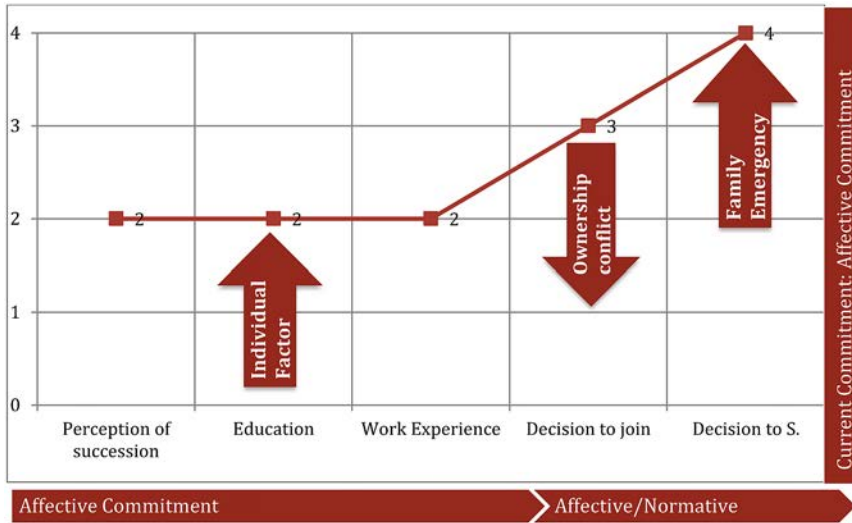 4
3
2
1
0
2
2
2
3
4
Individual
Factor
Ownership
conflict
Family
Emergency
Perception of
succession
Education
Work Experience
Decision to join
Decision to S.
Affective Commitment
Affective/Normative
Current Commitment: Affective Commitment